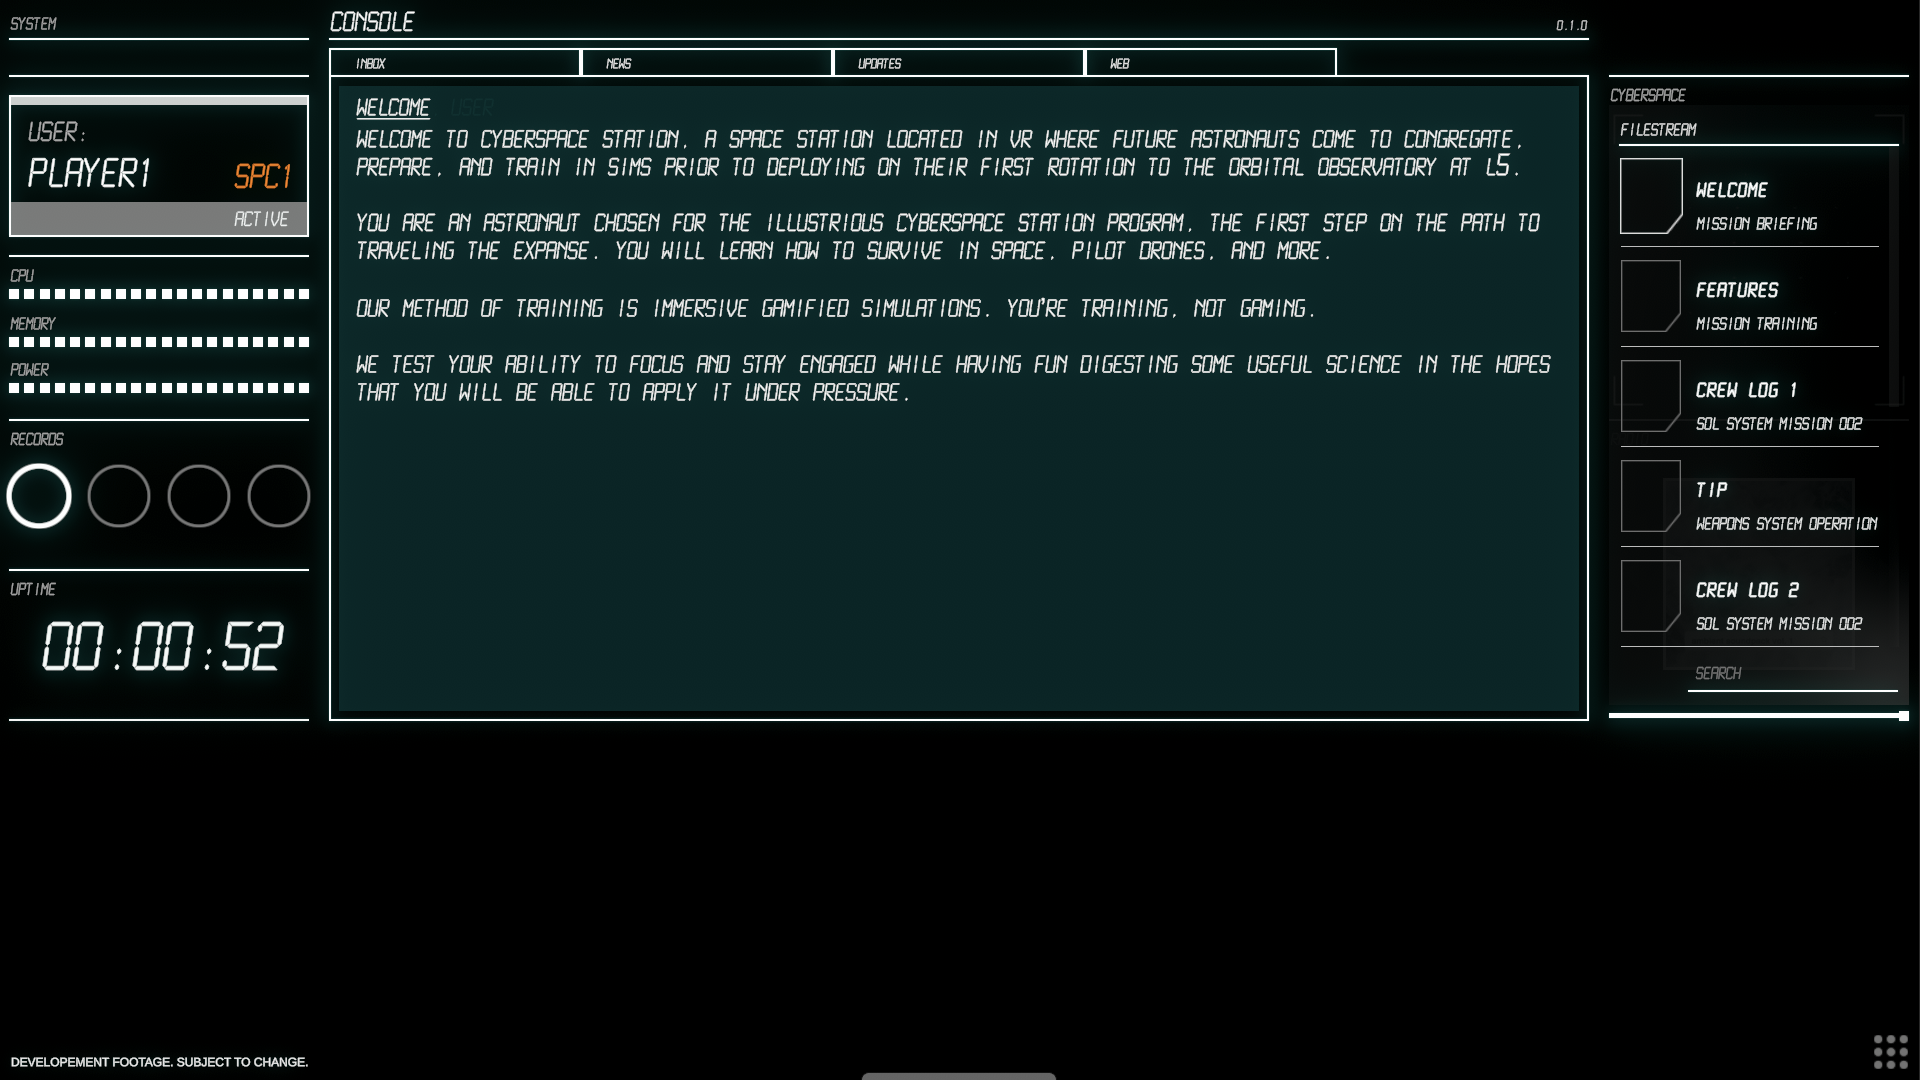 SYSTEM
USER:
PLAYER1
SPC1
ACTIVE
CPU
MEMORY
POWER
RECORDS
UPTIME
00:00:52
CONSOLE
0.1.0
INBOX
NEWS
UPDATES
WEB
WELCOME USER
WELCOME TO CYBERSPACE STATION, A SPACE STATION LOCATED IN VR WHERE FUTURE ASTRONAUTS COME TO CONGREGATE,
PREPARE, AND TRAIN IN SIMS PRIOR TO DEPLOYING ON THEIR FIRST ROTATION TO THE ORBITAL OBSERVATORY AT L5.
YOU ARE AN ASTRONAUT CHOSEN FOR THE ILLUSTRIOUS CYBERSPACE STATION PROGRAM, THE FIRST STEP ON THE PATH TO
TRAVELING THE EXPANSE. YOU WILL LEARN HOW TO SURVIVE IN SPACE, PILOT DRONES, AND MORE.
OUR METHOD OF TRAINING IS IMMERSIVE GAMIFIED SIMULATIONS. YOU'RE TRAINING, NOT GAMING.
WE TEST YOUR ABILITY TO FOCUS AND STAY ENGAGED WHILE HAVING FUN DIGESTING SOME USEFUL SCIENCE IN THE HOPES
THAT YOU WILL BE ABLE TO APPLY IT UNDER PRESSURE.
CYBERSPACE
FILESTREAM
WELCOME
MISSION BRIEFING
FEATURES
MISSION TRAINING
CREW LOG 1
SOL SYSTEM MISSION 002
TIP
WEAPONS SYSTEM OPERATION
CREW LOG 2
SOL SYSTEM MISSION 002
SEARCH
DEVELOPEMENT FOOTAGE. SUBJECT TO CHANGE.